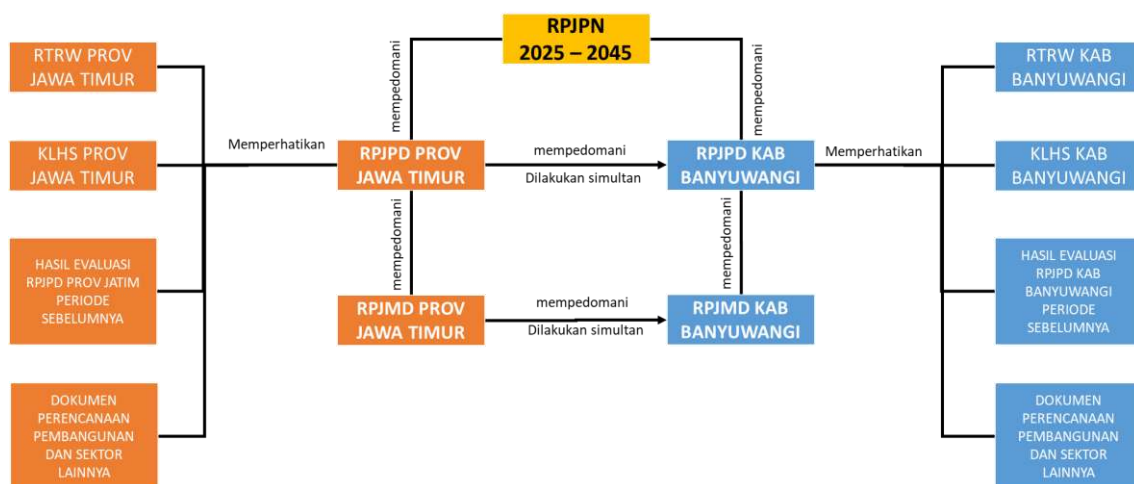 RPJPN
2025 – 2045
mempedomani
mempedomani
RTRW PROV
JAWA TIMUR
RTRW KAB
BANYUWANGI
KLHS PROV
JAWA TIMUR
Memperhatikan
RPJPD PROV
JAWA TIMUR
mempedomani
Dilakukan simultan
RPJPD KAB
BANYUWANGI
Memperhatikan
KLHS KAB
BANYUWANGI
mempedomani
mempedomani
HASIL EVALUASI
RPJPD PROV JATIM
PERIODE
SEBELUMNYA
RPJMD PROV
JAWA TIMUR
mempedomani
Dilakukan simultan
RPJMD KAB
BANYUWANGI
HASIL EVALUASI
RPJPD KAB
BANYUWANGI
PERIODE
SEBELUMNYA
DOKUMEN
PERENCANAAN
PEMBANGUNAN
DAN SEKTOR
LAINNYA
DOKUMEN
PERENCANAAN
PEMBANGUNAN
DAN SEKTOR
LAINNYA